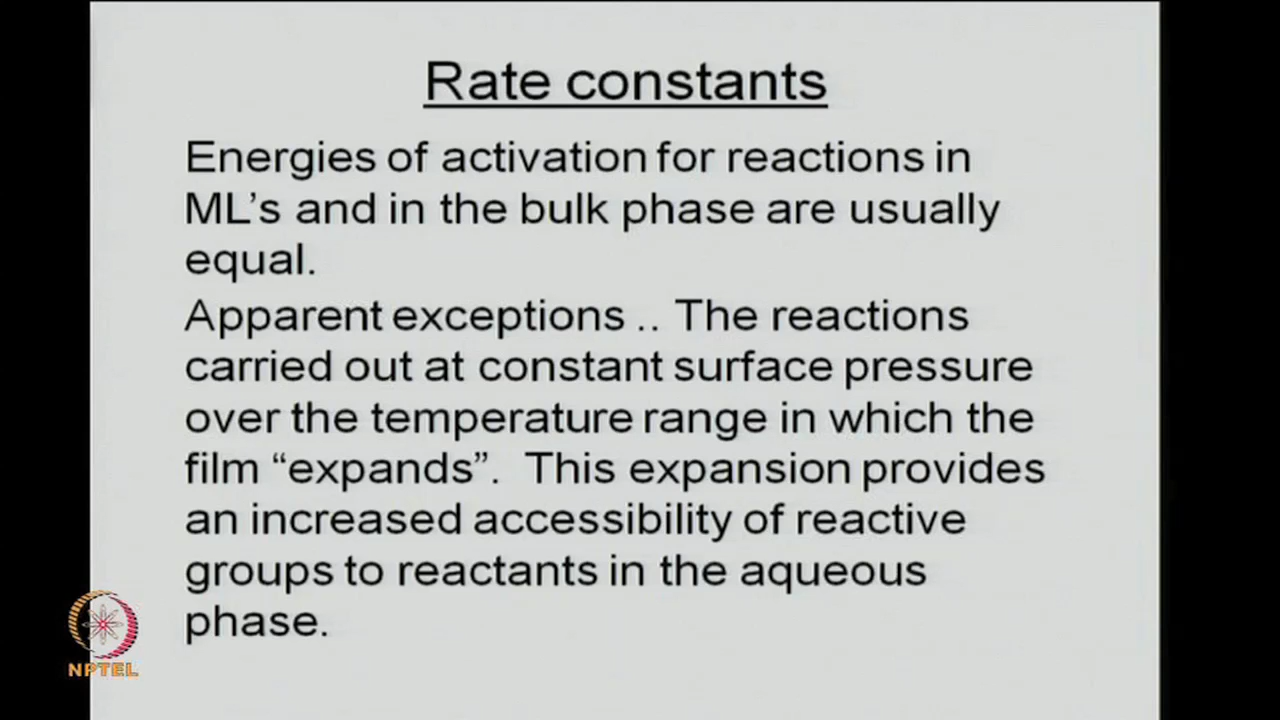 Rate constants
Energies of activation for reactions in
ML’s and in the bulk phase are usually
equal.
Apparent exceptions .. The reactions
carried out at constant surface pressure
over the temperature range in which the
film “expands”. This expansion provides
an increased accessibility of reactive
groups to reactants in the aqueous
phase.
NPTEL